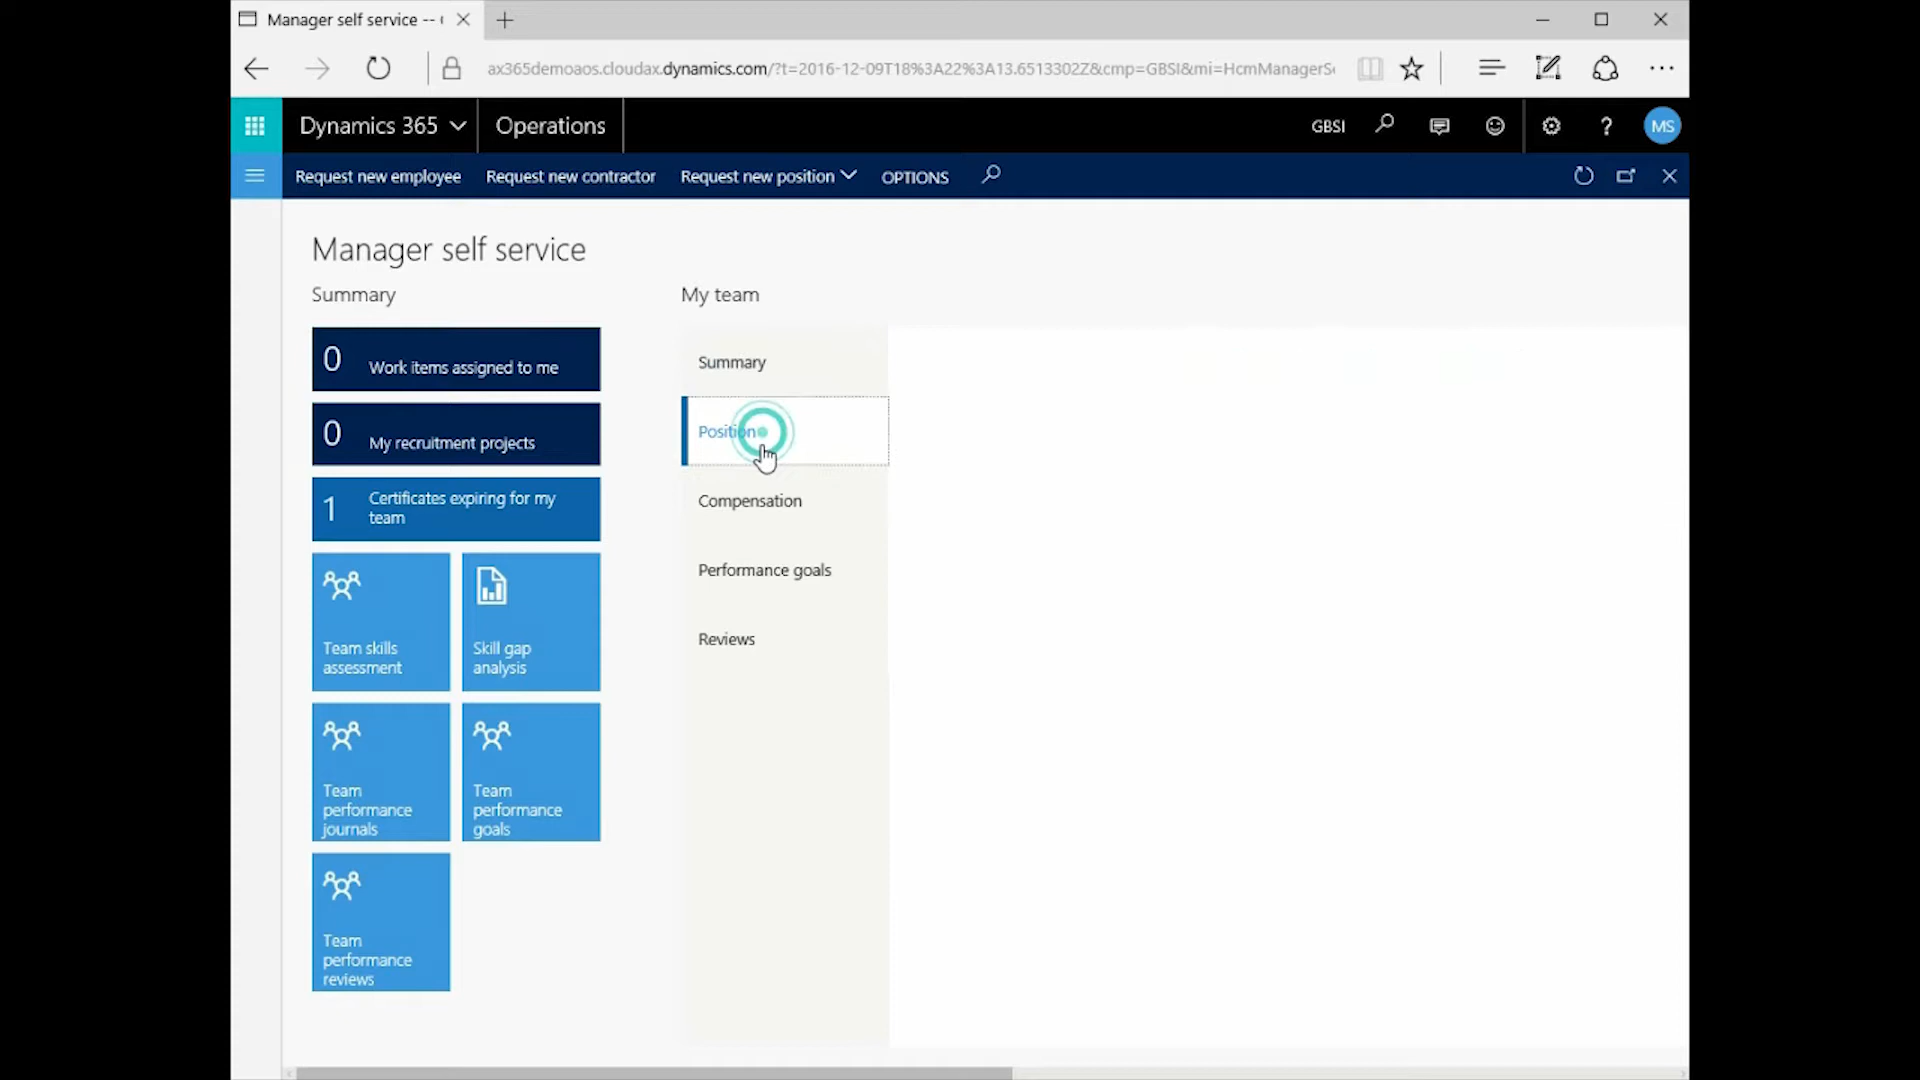 Manager self service -- (
ax365demoaos.cloudax.dynamics.com/?t=2016-12-09T18%3A22%3A13.6513302Z&cmp=GBSI&mi=HcmManagerSe
Dynamics 365
Operations
GBSI
?
MS
Request new employee
Request new contractor
Request new position
OPTIONS
Manager self service
Summary
0
Work items assigned to me
0
My recruitment projects
1
Certificates expiring for my
team
Team skills
assessment
Skill gap
analysis
Team
performance
journals
Team
performance
goals
Team
performance
reviews
My team
Summary
Position
Compensation
Performance goals
Reviews